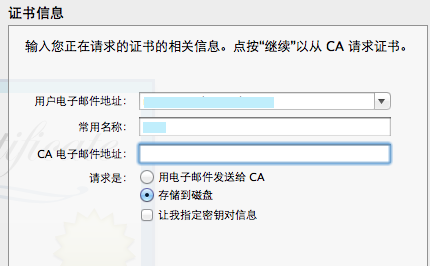 证书信息
输入您正在请求的证书的相关信息。点按“继续”以从 CA 请求证书。
用户电子邮件地址：
常用名称：
CA 电子邮件地址：
请求是： 用电子邮件发送给 CA
存储到磁盘
让我指定密钥对信息